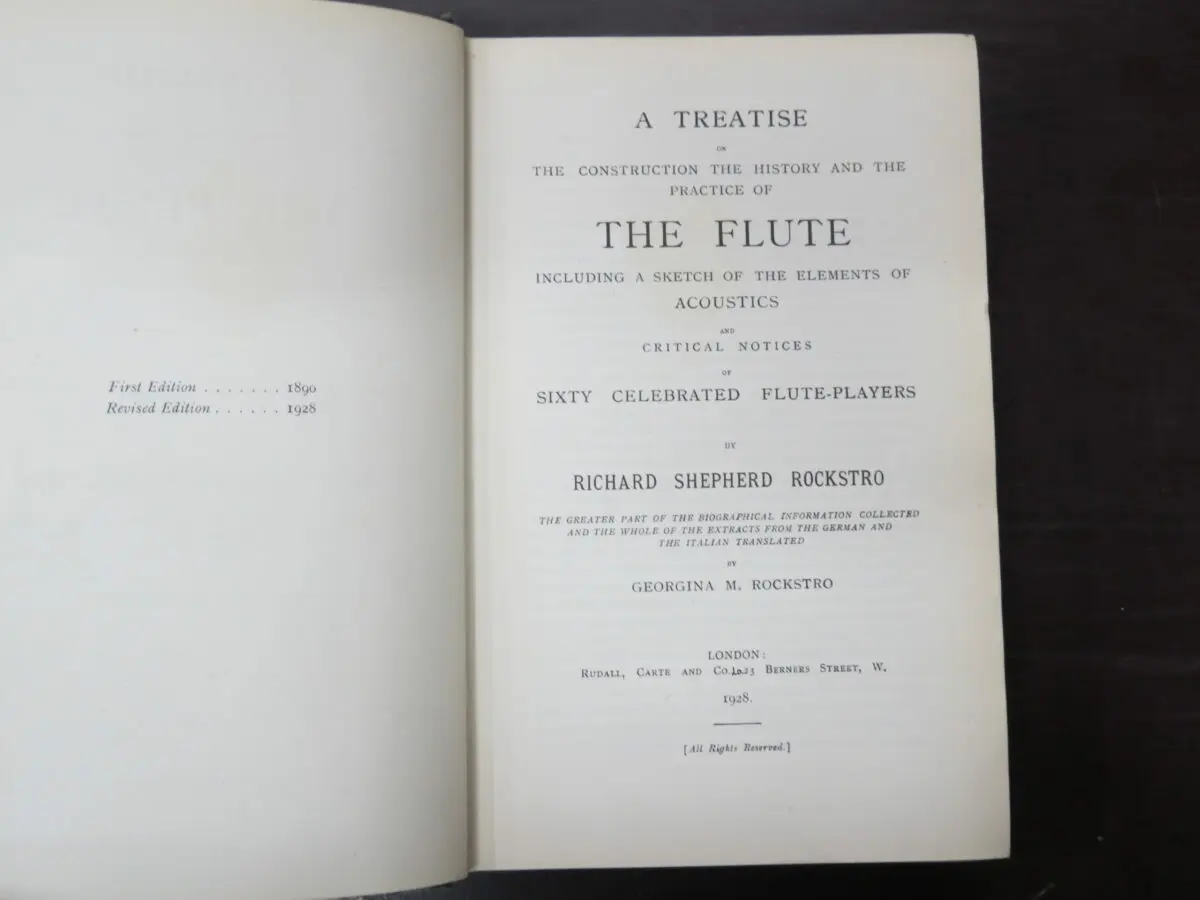 First Edition . . . . . . . 1890
Revised Edition . . . . . . 1928
A TREATISE
ON
THE CONSTRUCTION THE HISTORY AND THE
PRACTICE OF
THE FLUTE
INCLUDING A SKETCH OF THE ELEMENTS OF
ACOUSTICS
AND
CRITICAL NOTICES
OF
SIXTY CELEBRATED FLUTE-PLAYERS
BY
RICHARD SHEPHERD ROCKSTRO
THE GREATER PART OF THE BIOGRAPHICAL INFORMATION COLLECTED
AND THE WHOLE OF THE EXTRACTS FROM THE GERMAN AND
THE ITALIAN TRANSLATED
BY
GEORGINA M. ROCKSTRO
LONDON:
RUDALL, CARTE AND CO. 23 BERNERS STREET, W.
1928.
[All Rights Reserved.]